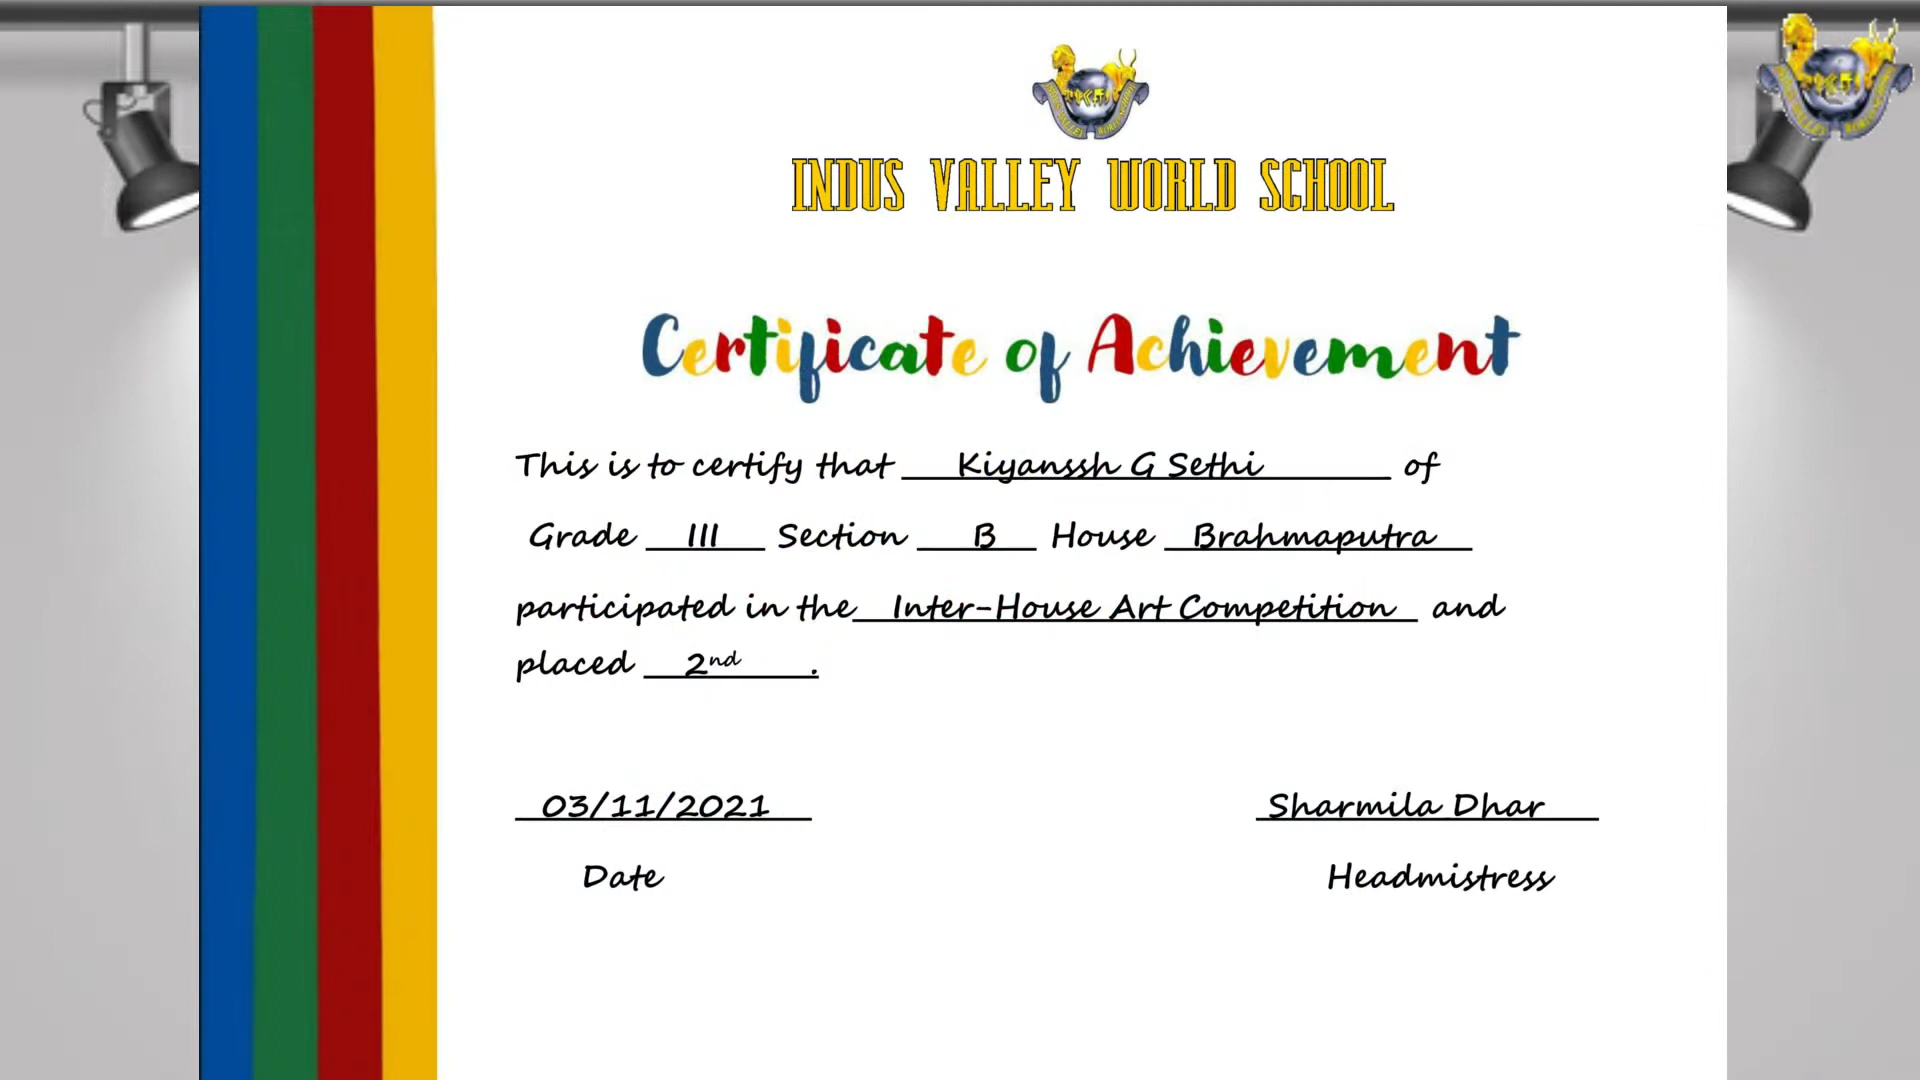 INDUS VALLEY WORLD SCHOOL
Certificate of Achievement
This is to certify that Kiyanssh G Sethi of
Grade III Section B House Brahmaputra
participated in the Inter-House Art Competition and
placed 2nd .
03/11/2021 Sharmila Dhar
Date Headmistress